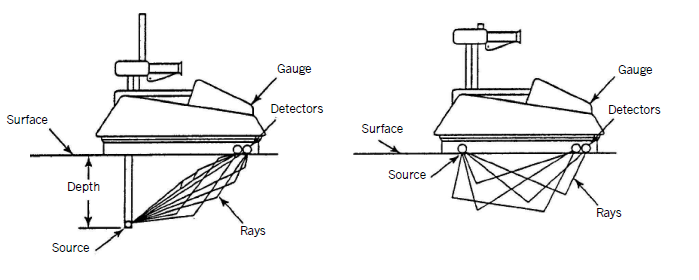 Gauge
Detectors
Surface
Depth
Rays
Source
Gauge
Detectors
Surface
Source
Rays